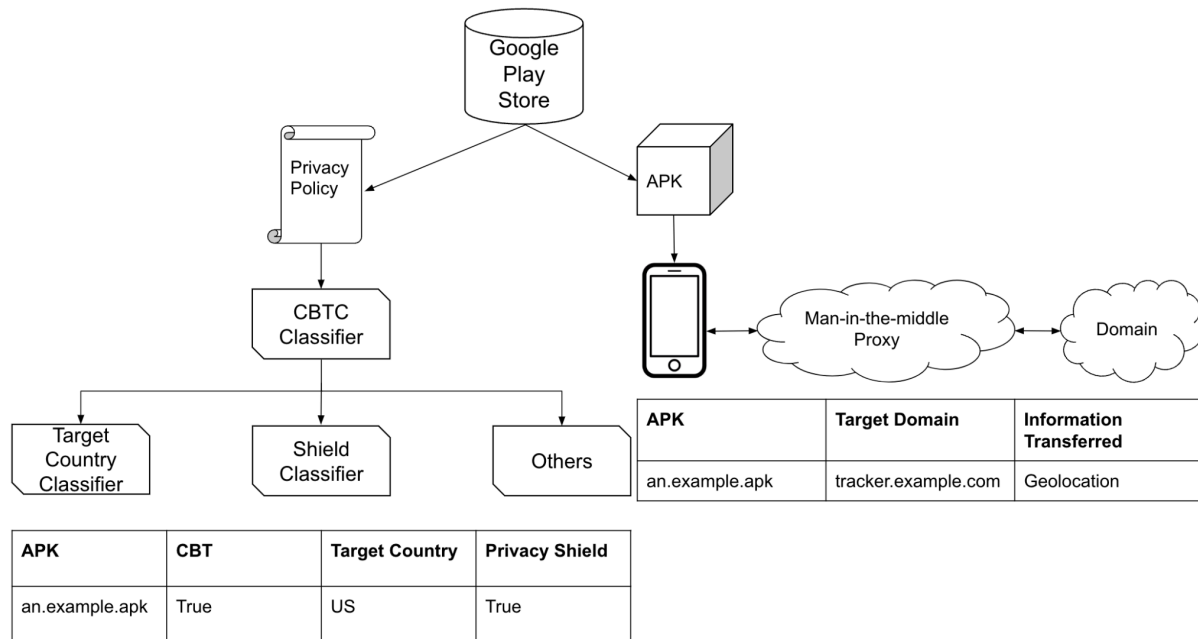 Google
Play
Store
Privacy
Policy
APK
CBTC
Classifier
Man-in-the-middle
Proxy
Domain
Target
Country
Classifier
Shield
Classifier
Others
APK Target Domain Information
Transferred
an.example.apk tracker.example.com Geolocation
APK CBT Target Country Privacy Shield
an.example.apk True US True